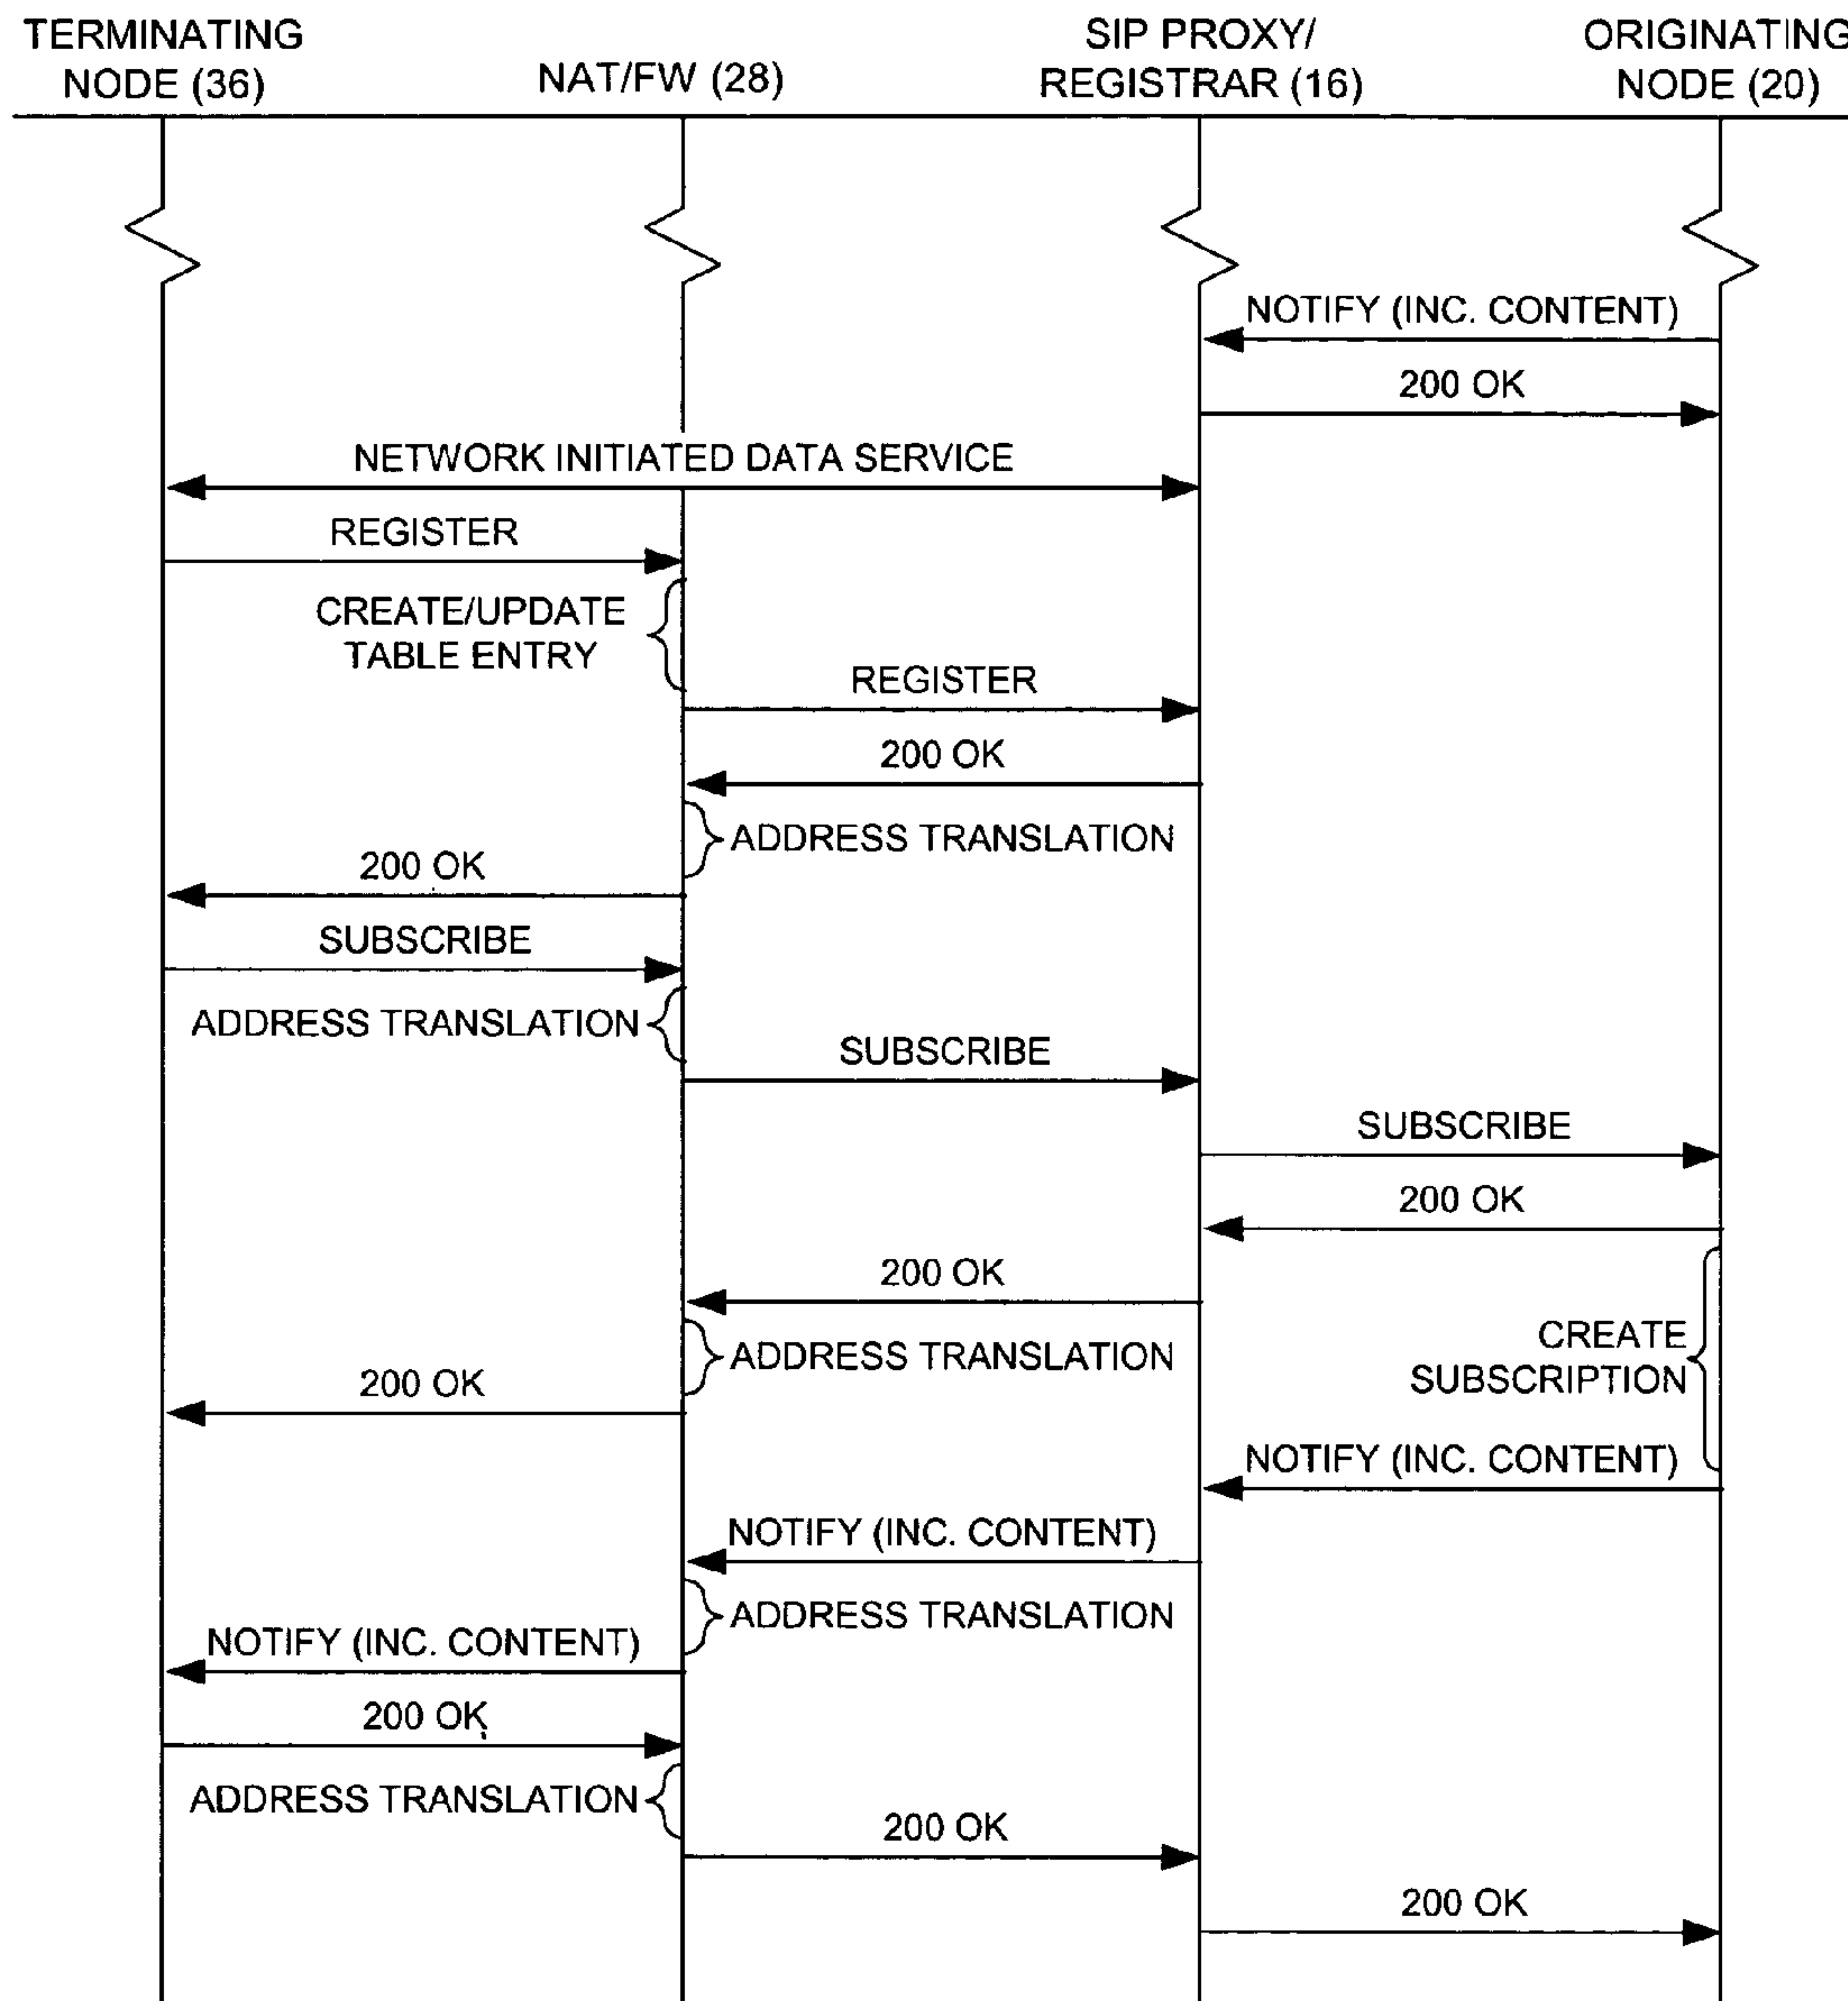 TERMINATING
NODE (36)
NAT/FW (28)
SIP PROXY/
REGISTRAR (16)
ORIGINATING
NODE (20)
NOTIFY (INC. CONTENT)
200 OK
NETWORK INITIATED DATA SERVICE
REGISTER
CREATE/UPDATE
TABLE ENTRY
REGISTER
200 OK
ADDRESS TRANSLATION
200 OK
SUBSCRIBE
ADDRESS TRANSLATION
SUBSCRIBE
SUBSCRIBE
200 OK
200 OK
CREATE
SUBSCRIPTION
ADDRESS TRANSLATION
200 OK
NOTIFY (INC. CONTENT)
NOTIFY (INC. CONTENT)
ADDRESS TRANSLATION
NOTIFY (INC. CONTENT)
200 OK
ADDRESS TRANSLATION
200 OK
200 OK